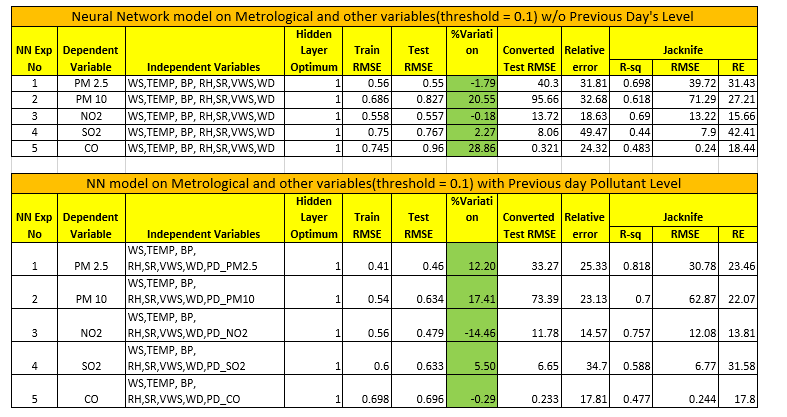 Neural Network model on Metrological and other variables(threshold = 0.1) w/o Previous Day's Level
NN Exp No Dependent Variable Independent Variables Hidden Layer Optimum Train RMSE Test RMSE %Variati on Converted Test RMSE Relative error Jacknife R-sq RMSE RE
1 PM 2.5 WS,TEMP, BP, RH,SR,VWS,WD 1 0.56 0.55 -1.79 40.3 31.81 0.698 39.72 31.43
2 PM 10 WS,TEMP, BP, RH,SR,VWS,WD 1 0.686 0.827 20.55 95.66 32.68 0.618 71.29 27.21
3 NO2 WS,TEMP, BP, RH,SR,VWS,WD 1 0.558 0.557 -0.18 13.72 18.63 0.69 13.22 15.66
4 SO2 WS,TEMP, BP, RH,SR,VWS,WD 1 0.75 0.767 2.27 8.06 49.47 0.44 7.9 42.41
5 CO WS,TEMP, BP, RH,SR,VWS,WD 1 0.745 0.96 28.86 0.321 24.32 0.483 0.24 18.44
NN model on Metrological and other variables(threshold = 0.1) with Previous day Pollutant Level
NN Exp No Dependent Variable Independent Variables Hidden Layer Optimum Train RMSE Test RMSE %Variati on Converted Test RMSE Relative error Jacknife R-sq RMSE RE
WS,TEMP, BP,
1 PM 2.5 RH,SR,VWS,WD,PD_PM2.5 1 0.41 0.46 12.20 33.27 25.33 0.818 30.78 23.46
WS,TEMP, BP,
2 PM 10 RH,SR,VWS,WD,PD_PM10 1 0.54 0.634 17.41 73.39 23.13 0.7 62.87 22.07
WS,TEMP, BP,
3 NO2 RH,SR,VWS,WD,PD_NO2 1 0.56 0.479 -14.46 11.78 14.57 0.757 12.08 13.81
WS,TEMP, BP,
4 SO2 RH,SR,VWS,WD,PD_SO2 1 0.6 0.633 5.50 6.65 34.7 0.588 6.77 31.58
WS,TEMP, BP,
5 CO RH,SR,VWS,WD,PD_CO 1 0.698 0.696 -0.29 0.233 17.81 0.477 0.244 17.8